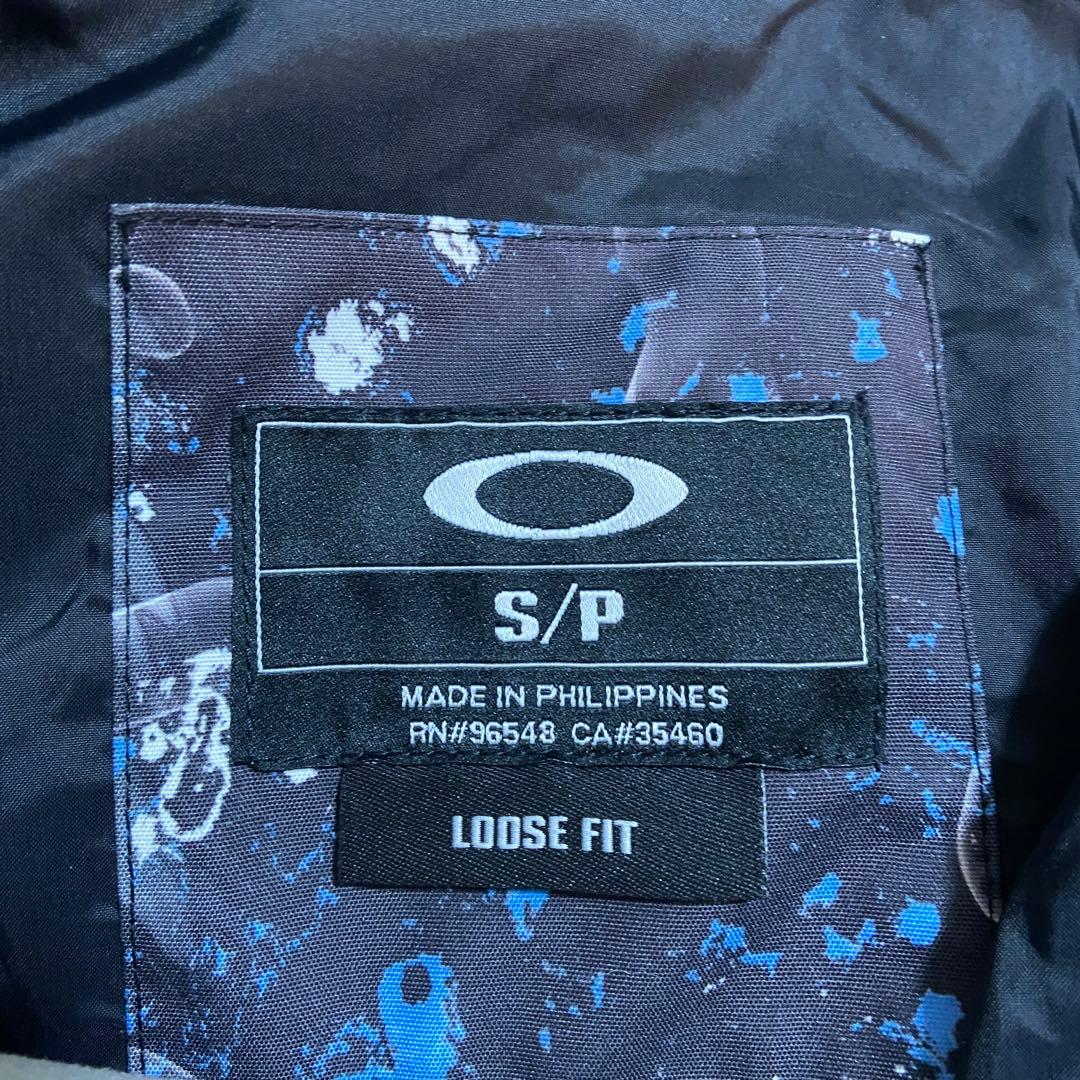 S/P
MADE IN PHILIPPINES
RN#96548 CA#35460
LOOSE FIT